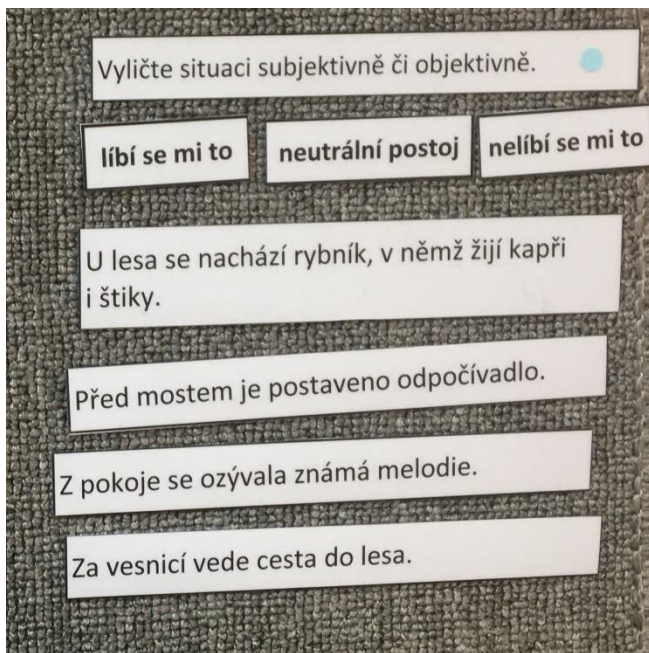 Vyličte situaci subjektivně či objektivně.
líbí se mi to
neutrální postoj
nelíbí se mi to
U lesa se nachází rybník, v němž žijí kapři
i štiky.
Před mostem je postaveno odpočívadlo.
Z pokoje se ozývala známá melodie.
Za vesnicí vede cesta do lesa.